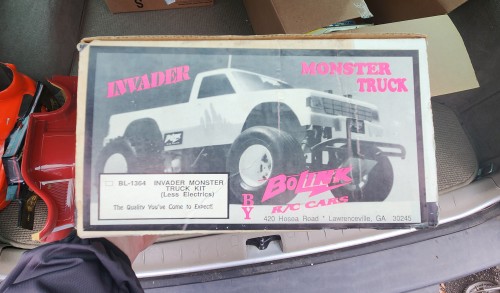 INVADER
MONSTER
TRUCK
BL-1364 INVADER MONSTER
TRUCK KIT
(Less Electrics)
The Quality You've Come to Expect!
BY
BoLink
R/C CARS
420 Hosea Road * Lawrenceville, GA 30245